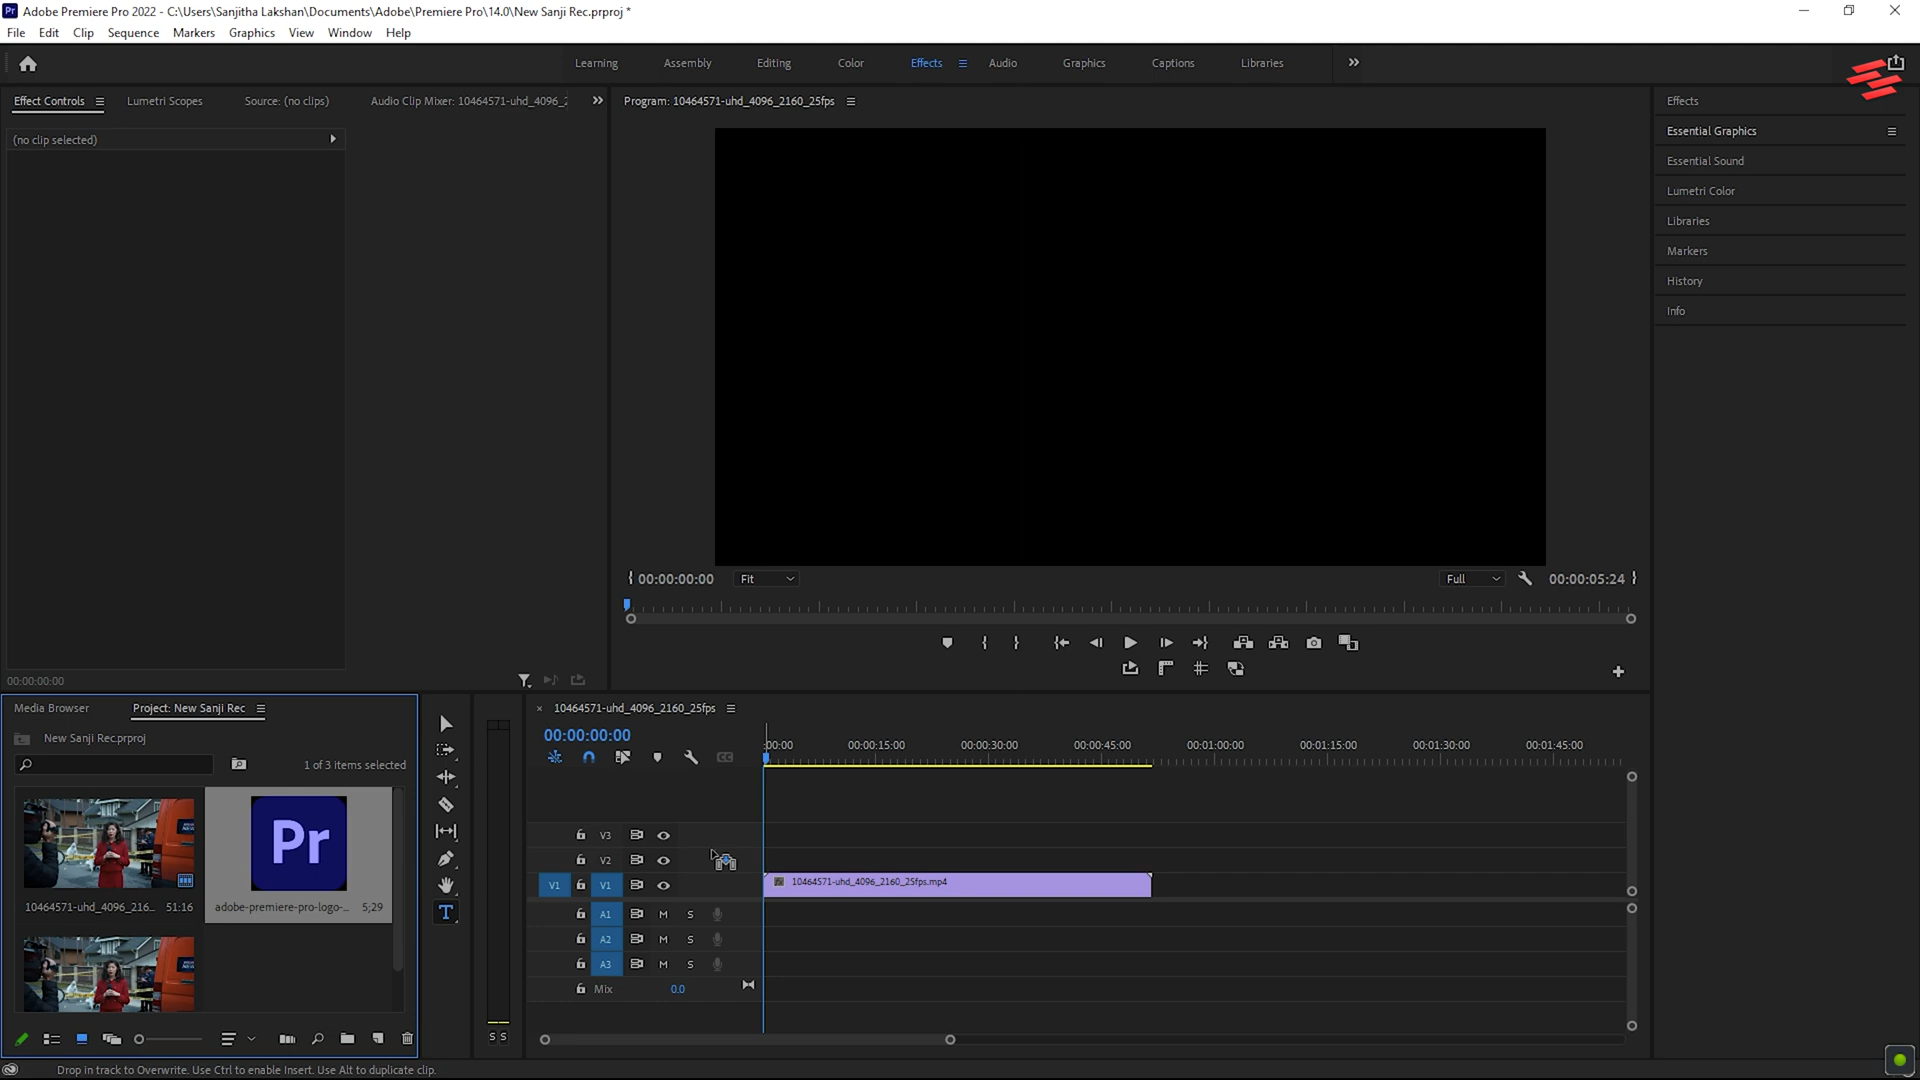 Adobe Premiere Pro 2022 - C:\Users\Sanjitha Lakshan\Documents\Adobe\Premiere Pro\14.0\New Sanji Rec.prproj *
File Edit Clip Sequence Markers Graphics View Window Help
Learning Assembly Editing Color Effects Audio Graphics Captions Libraries
Effect Controls Lumetri Scopes Source: (no clips) Audio Clip Mixer: 10464571-uhd_4096_2
(no clip selected)
00:00:00:00
Program: 10464571-uhd_4096_2160_25fps
00:00:00:00 Fit Full 00:00:05:24
Effects
Essential Graphics
Essential Sound
Lumetri Color
Libraries
Markers
History
Info
Media Browser Project: New Sanji Rec
New Sanji Rec.prproj
1 of 3 items selected
Pr
10464571-uhd_4096_216... 51:16 adobe-premiere-pro-logo-... 5;29
S S
10464571-uhd_4096_2160_25fps
00:00:00:00
:00:00 00:00:15:00 00:00:30:00 00:00:45:00 00:01:00:00 00:01:15:00 00:01:30:00 00:01:45:00
V3
V2
V1 V1 10464571-uhd_4096_2160_25fps.mp4
A1 M S
A2 M S
A3 M S
Mix 0.0
Drop in track to Overwrite. Use Ctrl to enable Insert. Use Alt to duplicate clip.